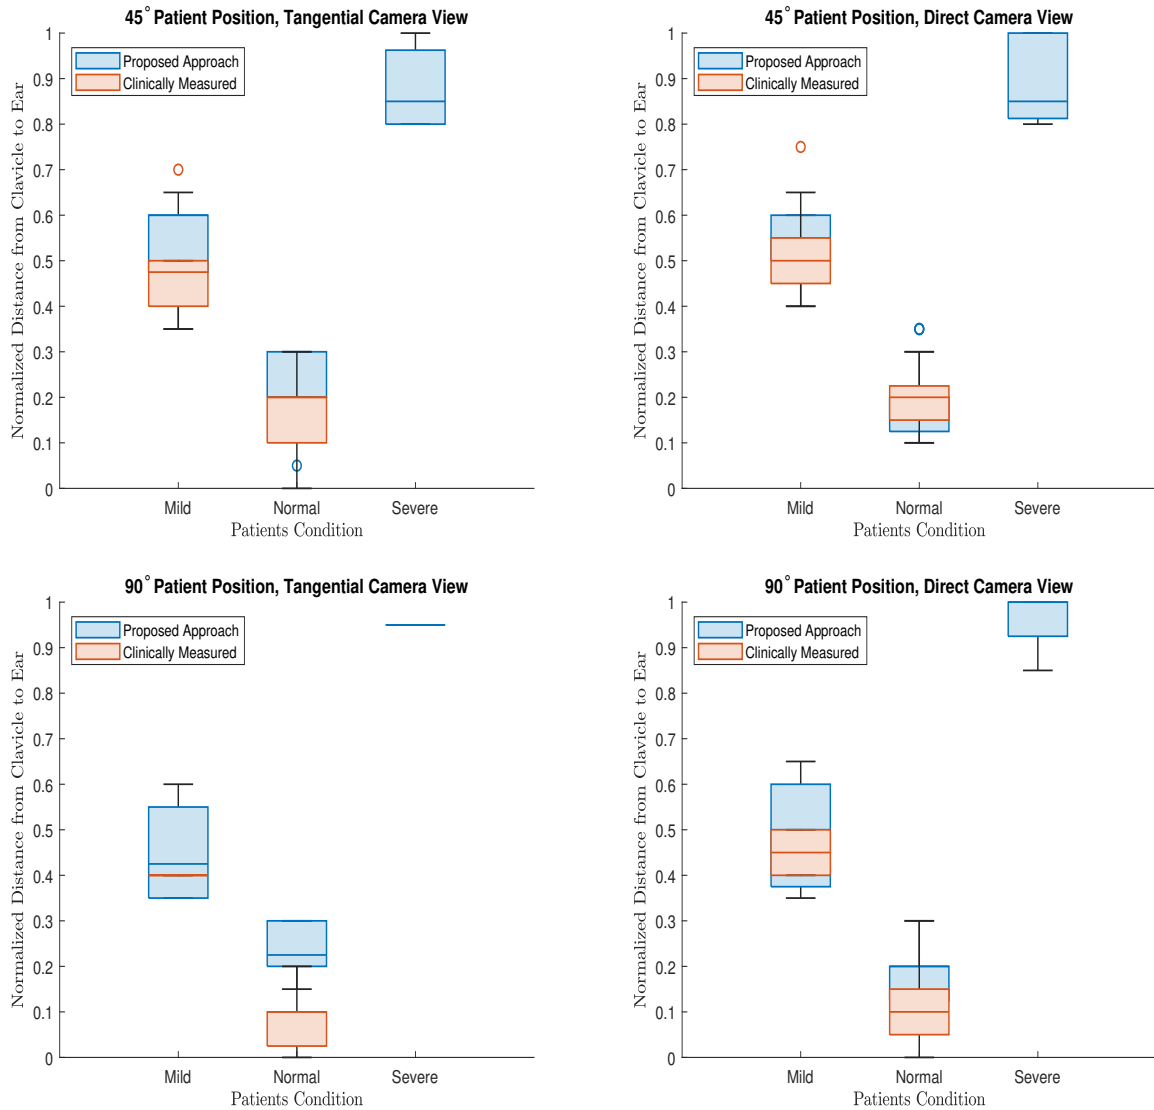 45° Patient Position, Tangential Camera View
Proposed Approach
Clinically Measured
Normalized Distance from Clavicle to Ear
1
0.9
0.8
0.7
0.6
0.5
0.4
0.3
0.2
0.1
0
Mild Normal Severe
Patients Condition
45° Patient Position, Direct Camera View
Proposed Approach
Clinically Measured
Normalized Distance from Clavicle to Ear
1
0.9
0.8
0.7
0.6
0.5
0.4
0.3
0.2
0.1
0
Mild Normal Severe
Patients Condition
90° Patient Position, Tangential Camera View
Proposed Approach
Clinically Measured
Normalized Distance from Clavicle to Ear
1
0.9
0.8
0.7
0.6
0.5
0.4
0.3
0.2
0.1
0
Mild Normal Severe
Patients Condition
90° Patient Position, Direct Camera View
Proposed Approach
Clinically Measured
Normalized Distance from Clavicle to Ear
1
0.9
0.8
0.7
0.6
0.5
0.4
0.3
0.2
0.1
0
Mild Normal Severe
Patients Condition